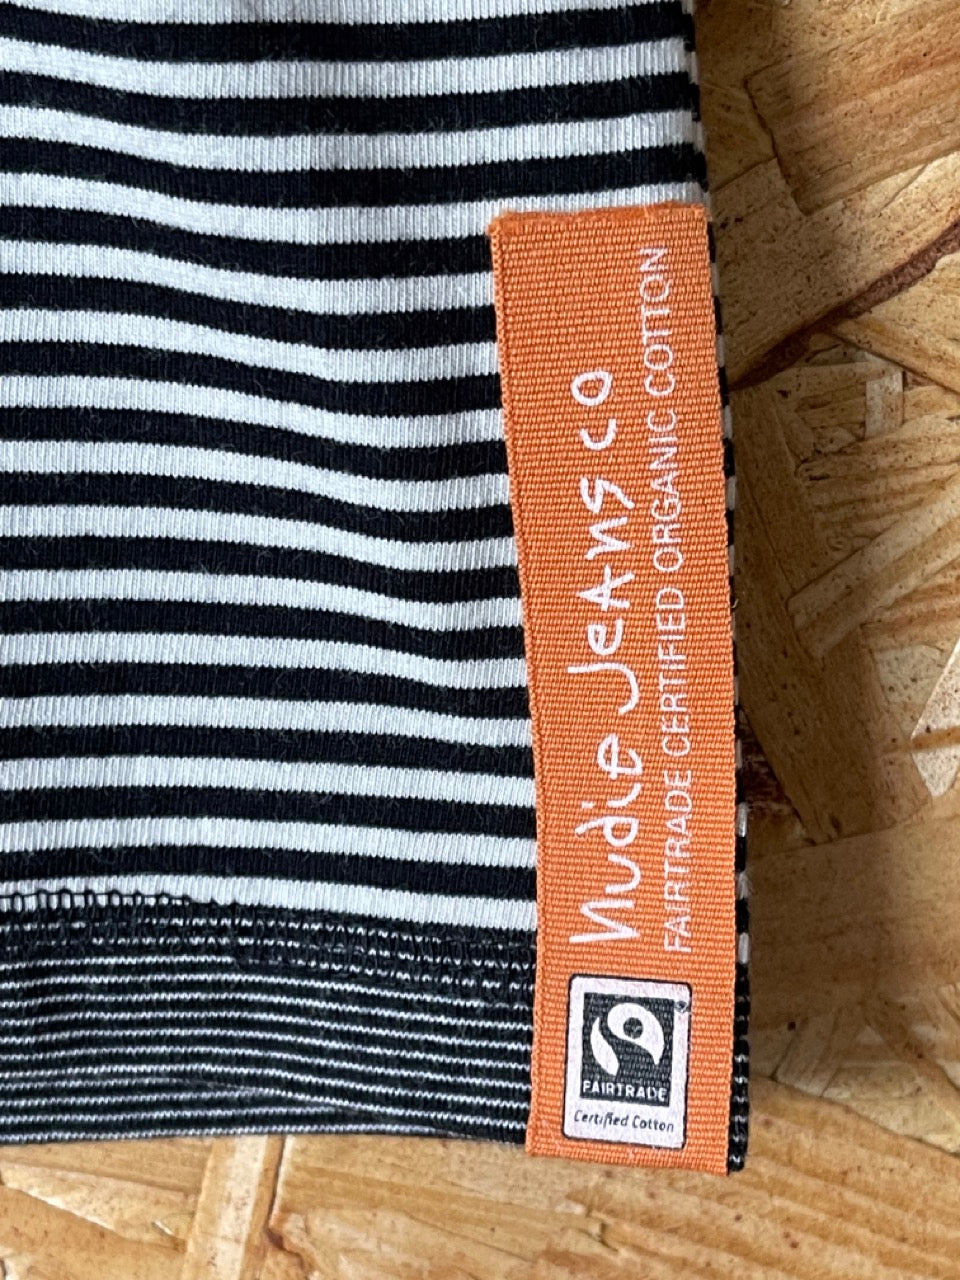 nudie Jeans co
FAIRTRADE CERTIFIED ORGANIC COTTON
FAIRTRADE
Certified Cotton